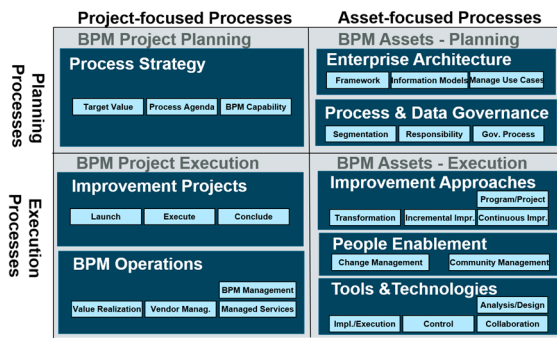 Project-focused Processes
Asset-focused Processes
Planning
Processes
BPM Project Planning
Process Strategy
Target Value
Process Agenda
BPM Capability
BPM Assets - Planning
Enterprise Architecture
Framework
Information Models
Manage Use Cases
Process & Data Governance
Segmentation
Responsibility
Gov. Process
Execution
Processes
BPM Project Execution
Improvement Projects
Launch
Execute
Conclude
BPM Operations
BPM Management
Value Realization
Vendor Manag.
Managed Services
BPM Assets - Execution
Improvement Approaches
Program/Project
Transformation
Incremental Impr.
Continuous Impr.
People Enablement
Change Management
Community Management
Tools &Technologies
Analysis/Design
Impl./Execution
Control
Collaboration